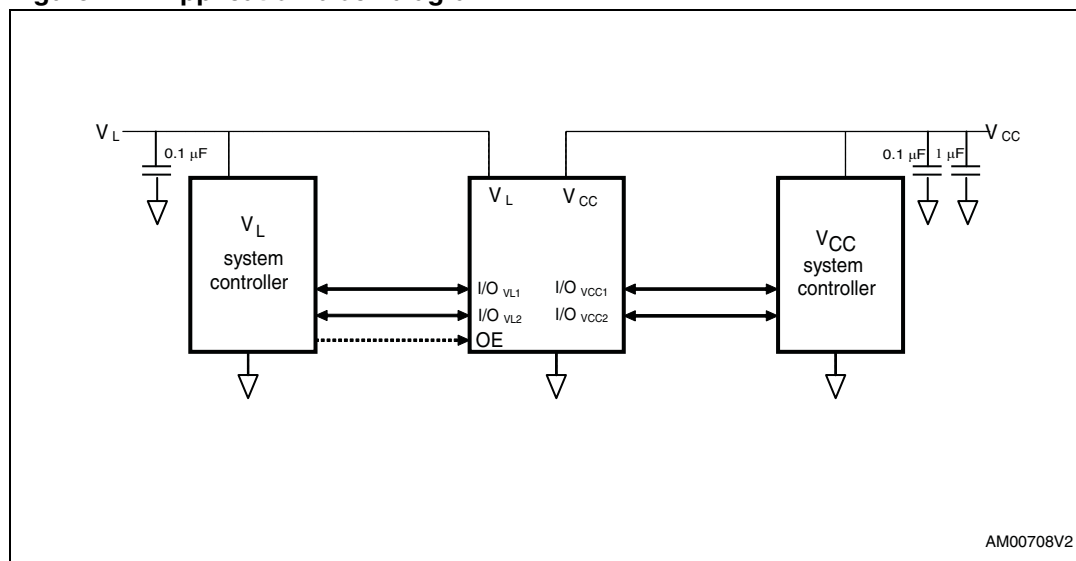 V L
0.1 µF
V L
system
controller
V L
V CC
I/O VL1
I/O VL2
OE
I/O VCC1
I/O VCC2
V CC
0.1 µF
1 µF
VCC
system
controller
AM00708V2